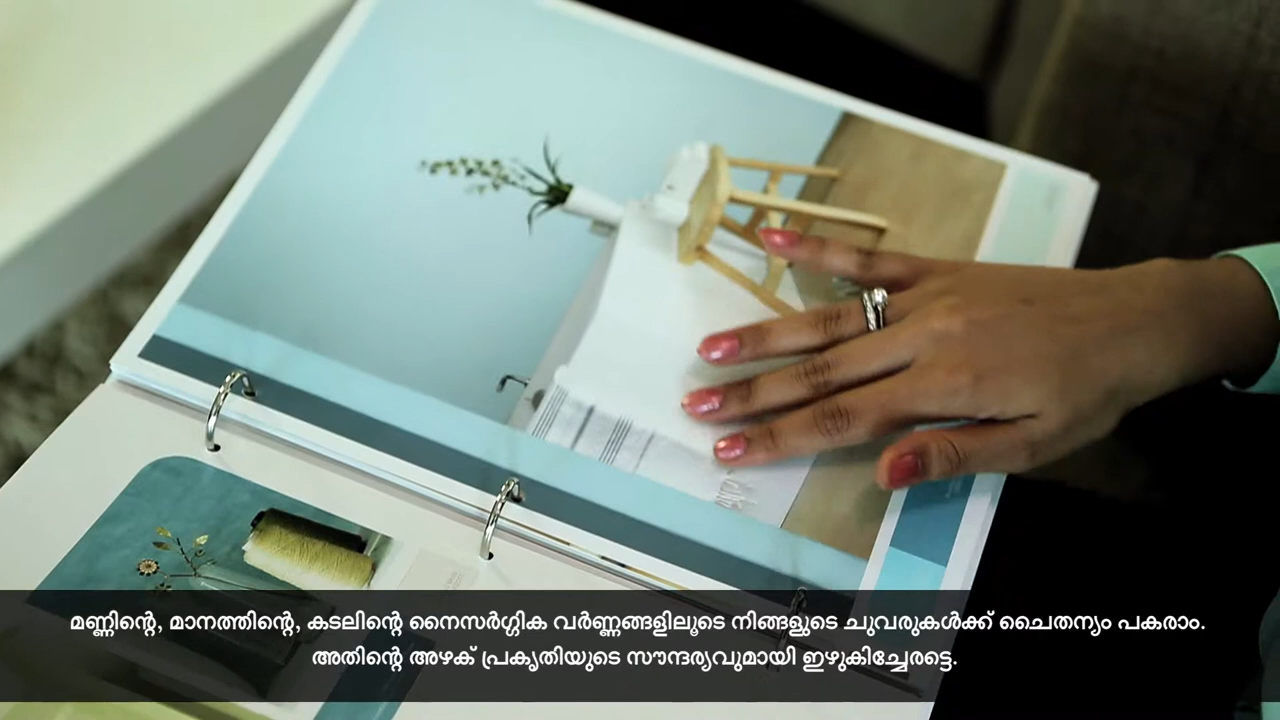 മണ്ണിന്റെ, മാനത്തിന്റെ, കടലിന്റെ നൈസർഗ്ഗിക വർണ്ണങ്ങളിലൂടെ നിങ്ങളുടെ ചുവരുകൾക്ക് ചൈതന്യം പകരാം.
അതിന്റെ അഴക് പ്രകൃതിയുടെ സൗന്ദര്യവുമായി ഇഴുകിച്ചേരട്ടെ.